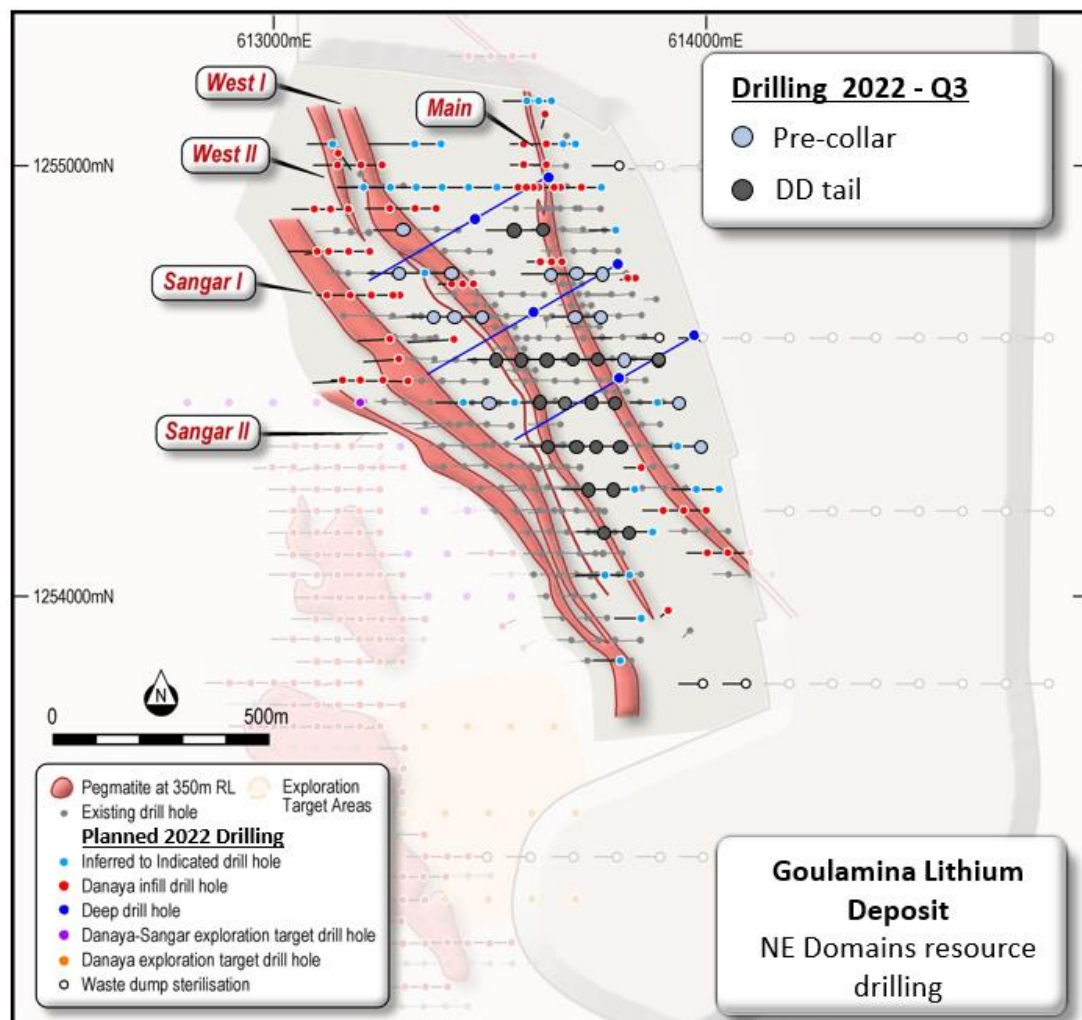 613000mE
614000mE
West I
Main
West II
1255000mN
Drilling 2022 - Q3
Pre-collar
DD tail
Sangar I
Sangar II
1254000mN
N
0
500m
Pegmatite at 350m RL
Exploration
Target Areas
Existing drill hole
Planned 2022 Drilling
Inferred to Indicated drill hole
Danaya infill drill hole
Deep drill hole
Danaya-Sangar exploration target drill hole
Danaya exploration target drill hole
Waste dump sterilisation
Goulamina Lithium
Deposit
NE Domains resource
drilling